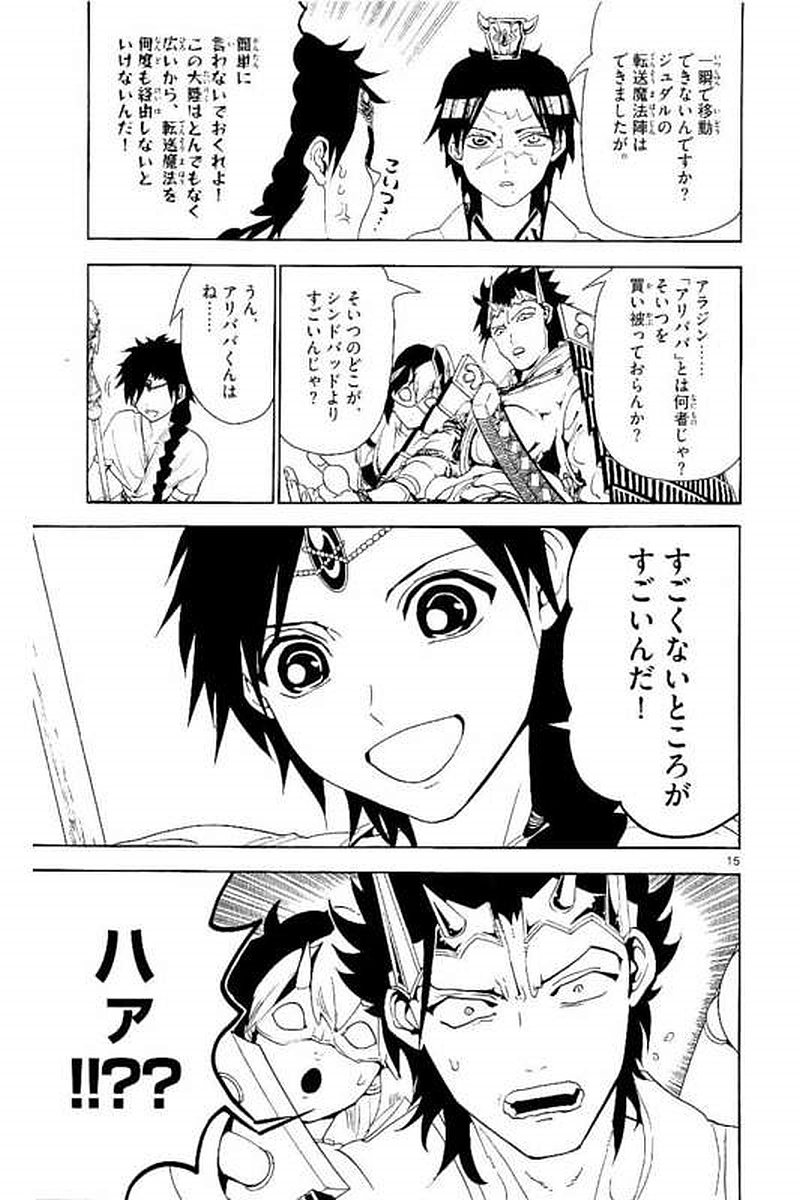 一瞬で移動
できないんですか？
ジュダルの
転送魔法陣は
できましたが。
こいつ…
簡単に
言わないでおくれよ！
この大陸はとんでもなく
広いから、転送魔法を
何度も経由しないと
いけないんだ！
アラジン……
「アリババ」とは何者じゃ？
そいつを
買い被っておらんか？
そいつのどこが、
シンドバッドより
すごいんじゃ？
うん、
アリババくんは
ね……
すごくないところが
すごいんだ！
15
ハァ
!!??